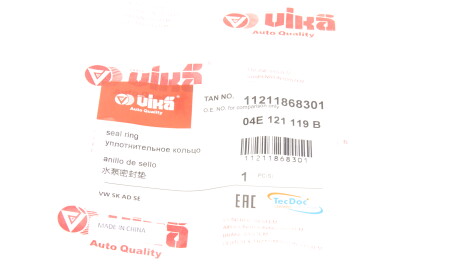 vika
Auto Quality
vika
TAN NO. 11211868301
O.E. NO. for comparison only
04E 121 119 B
vika
Auto Quality
seal ring
уплотнительное кольцо
anillo de sello
水泵密封垫
11211868301
1
VW SK AD SE
EAC
TecDoc
MADE IN CHINA
vika
Auto Quality